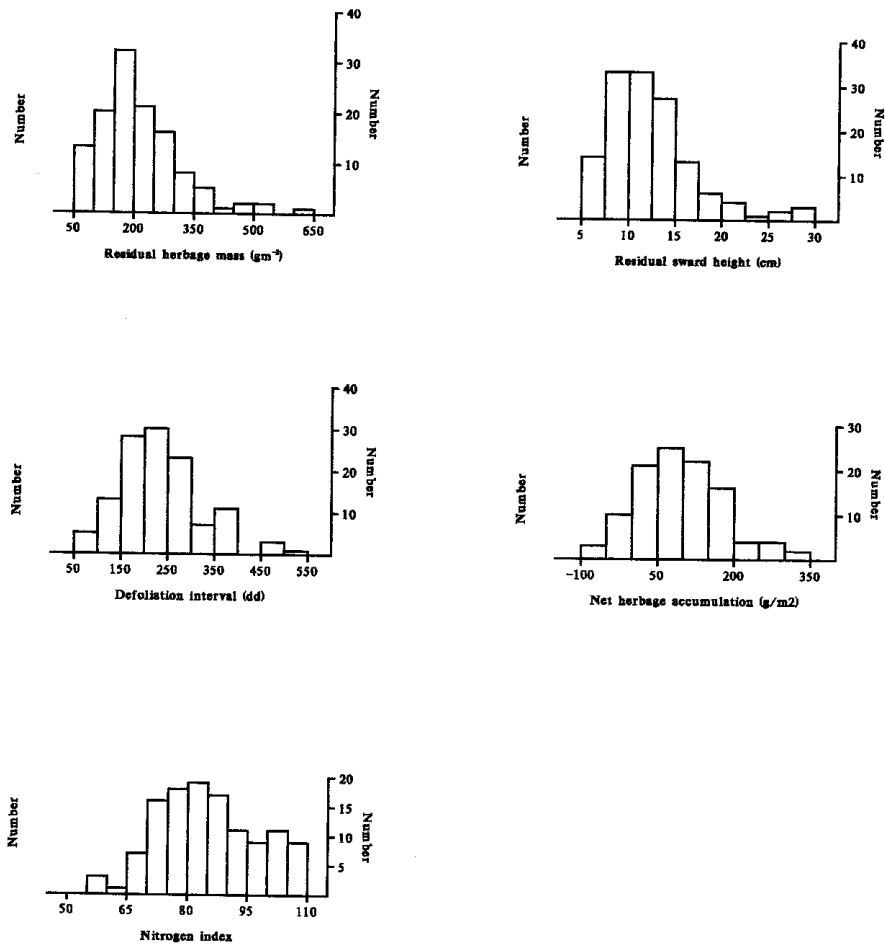 40
30
20
10
Number
Number
50 200 350 500 650
Residual herbage mass (gm⁻²)
40
30
20
10
Number
Number
5 10 15 20 25 30
Residual sward height (cm)
40
30
20
10
Number
Number
50 150 250 350 450 550
Defoliation interval (dd)
30
20
10
Number
Number
-100 50 200 350
Net herbage accumulation (g/m2)
20
15
10
5
Number
Number
50 65 80 95 110
Nitrogen index